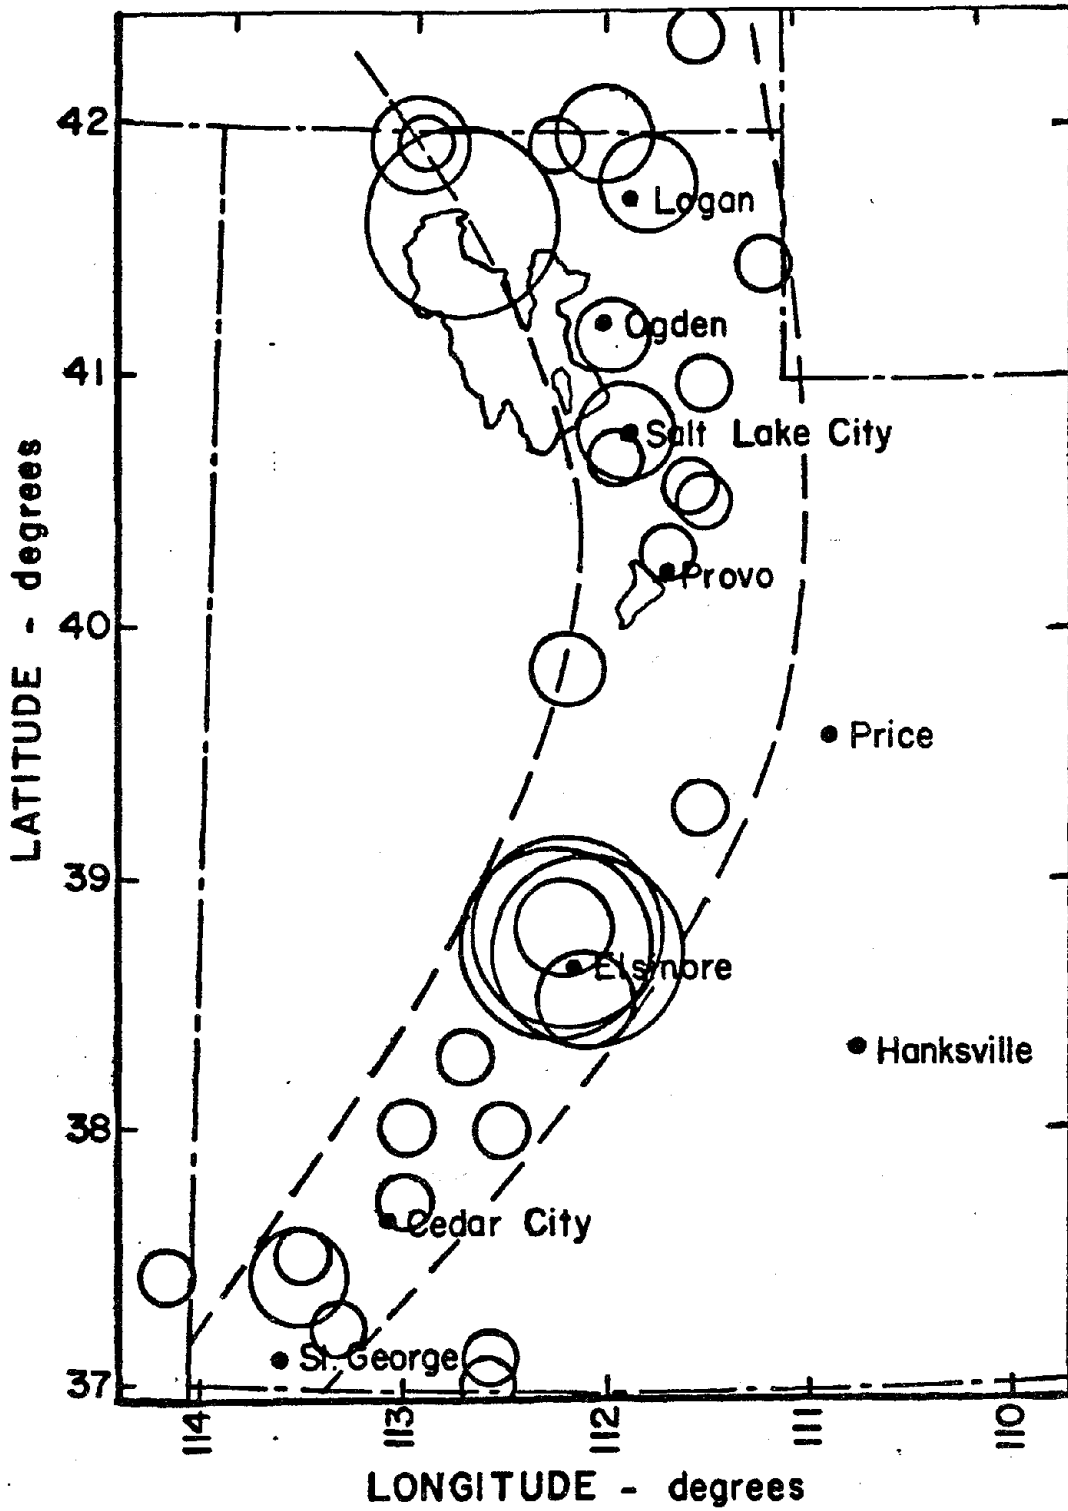 42
Logan
Ogden
41
Salt Lake City
Provo
40
LATITUDE - degrees
Price
39
Elsinore
Hanksville
38
Cedar City
St. George
37
114
113
112
111
110
LONGITUDE - degrees